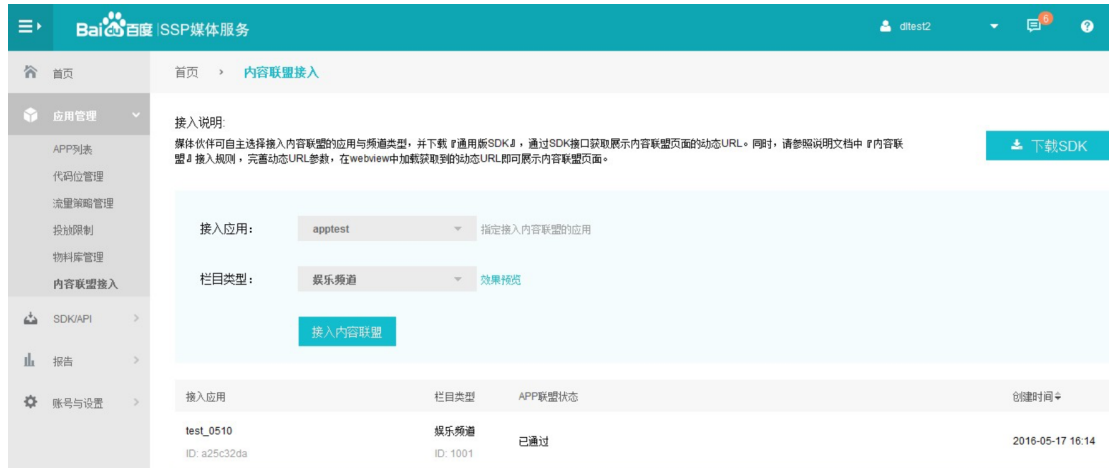 Bai百度 | SSP媒体服务
dltest2
6
首页
首页 > 内容联盟接入
应用管理
APP列表
代码位管理
流量策略管理
投放限制
物料库管理
内容联盟接入
SDK/API
报告
账号与设置
接入说明:
媒体伙伴可自主选择接入内容联盟的应用与频道类型，并下载『通用版SDK』，通过SDK接口获取展示内容联盟页面的动态URL。同时，请参照说明文档中『内容联
盟』接入规则，完善动态URL参数，在webview中加载获取到的动态URL即可展示内容联盟页面。
下载SDK
接入应用： apptest 指定接入内容联盟的应用
栏目类型： 娱乐频道 效果预览
接入内容联盟
接入应用 栏目类型 APP联盟状态 创建时间
test_0510 娱乐频道 已通过 2016-05-17 16:14
ID: a25c32da ID: 1001